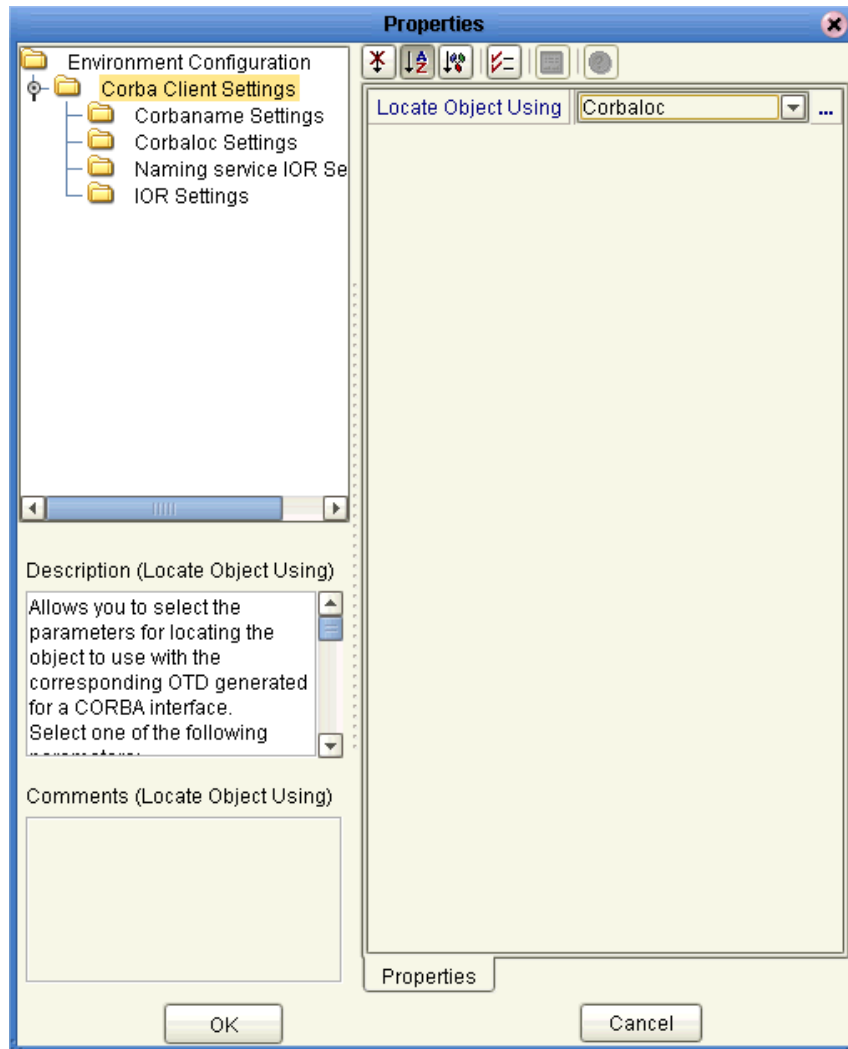 Properties
Environment Configuration
Corba Client Settings
Corbaname Settings
Corbaloc Settings
Naming service IOR Se
IOR Settings
Locate Object Using
Corbaloc
...
Description (Locate Object Using)
Allows you to select the
parameters for locating the
object to use with the
corresponding OTD generated
for a CORBA interface.
Select one of the following
Comments (Locate Object Using)
Properties
OK
Cancel